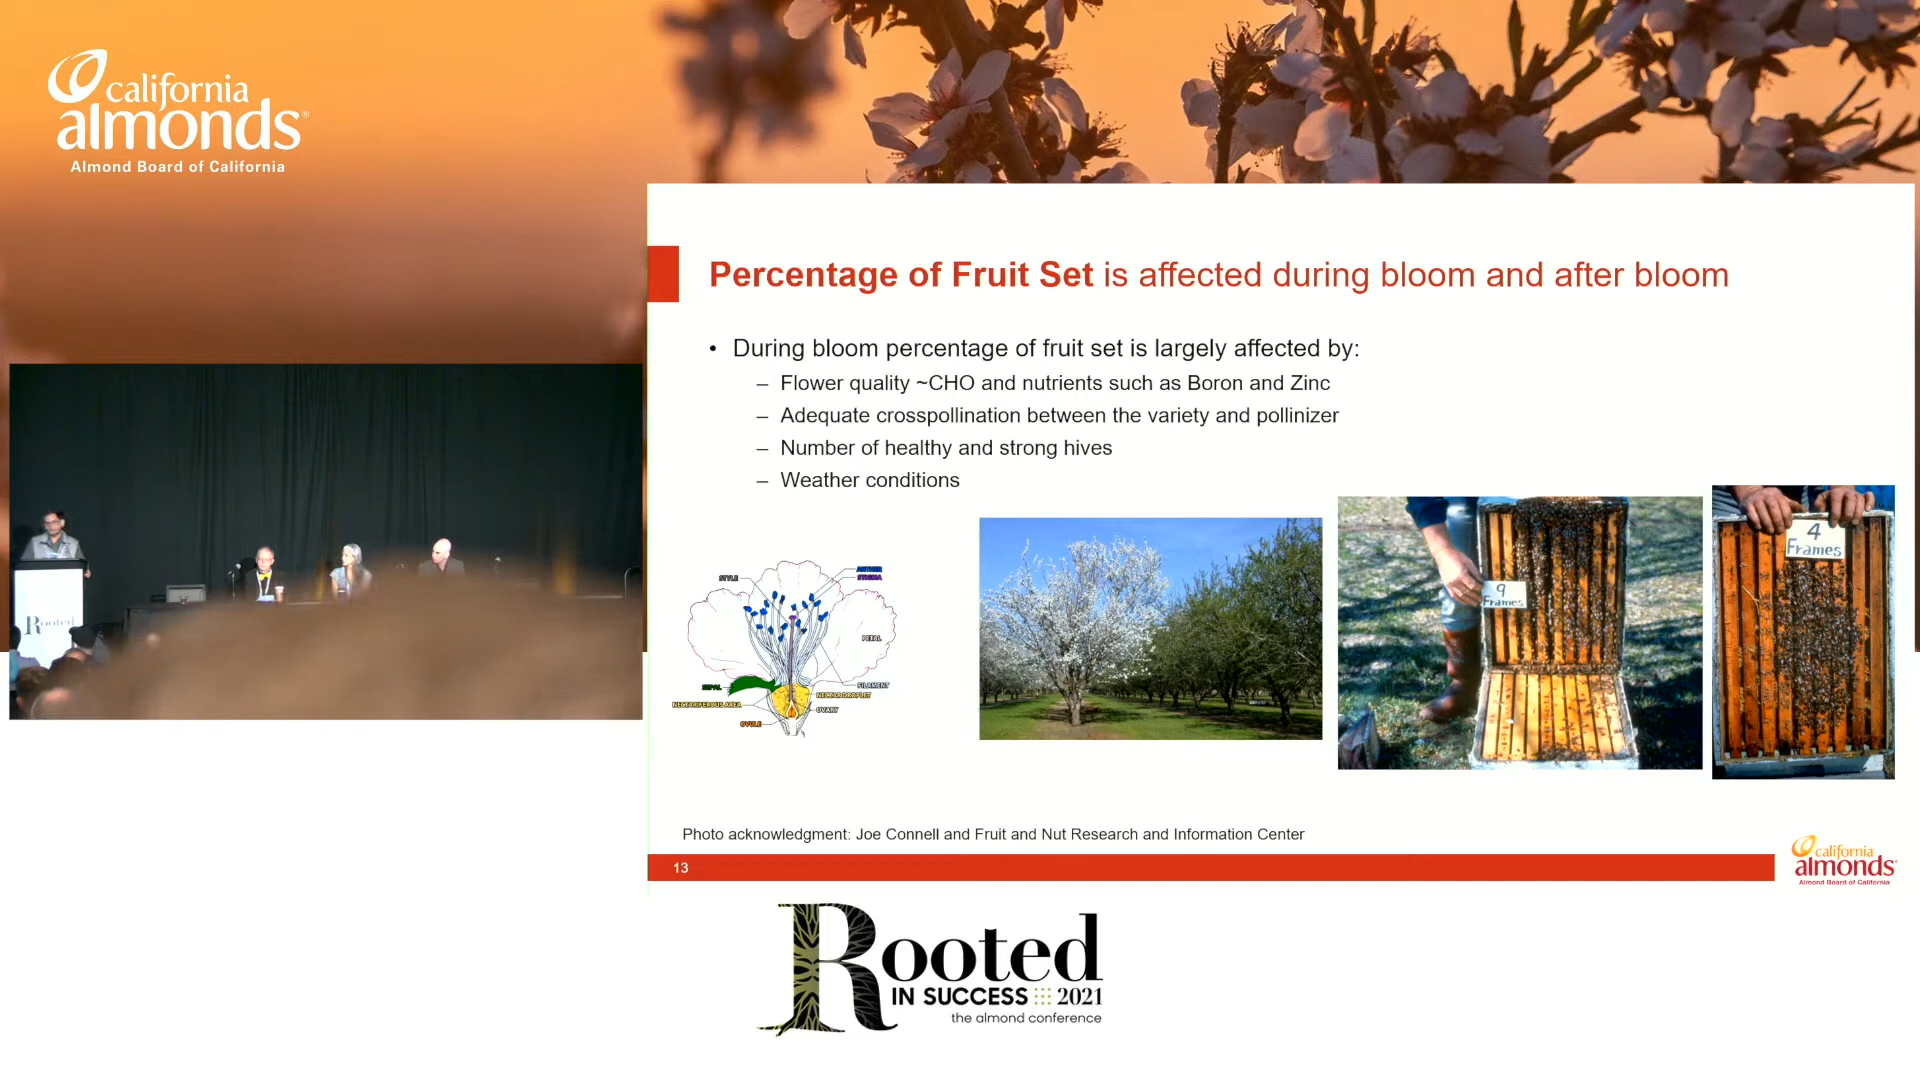 california
almonds®
Almond Board of California
Percentage of Fruit Set is affected during bloom and after bloom
• During bloom percentage of fruit set is largely affected by:
– Flower quality ~CHO and nutrients such as Boron and Zinc
– Adequate crosspollination between the variety and pollinizer
– Number of healthy and strong hives
– Weather conditions
STYLE
ANTHER
STIGMA
PETAL
SEPAL
FILAMENT
NECTAR DROPLET
NECTARIFEROUS AREA
OVARY
OVULE
9
Frames
4
Frames
Rooted
Photo acknowledgment: Joe Connell and Fruit and Nut Research and Information Center
13
california
almonds
Almond Board of California
Rooted
IN SUCCESS 2021
the almond conference